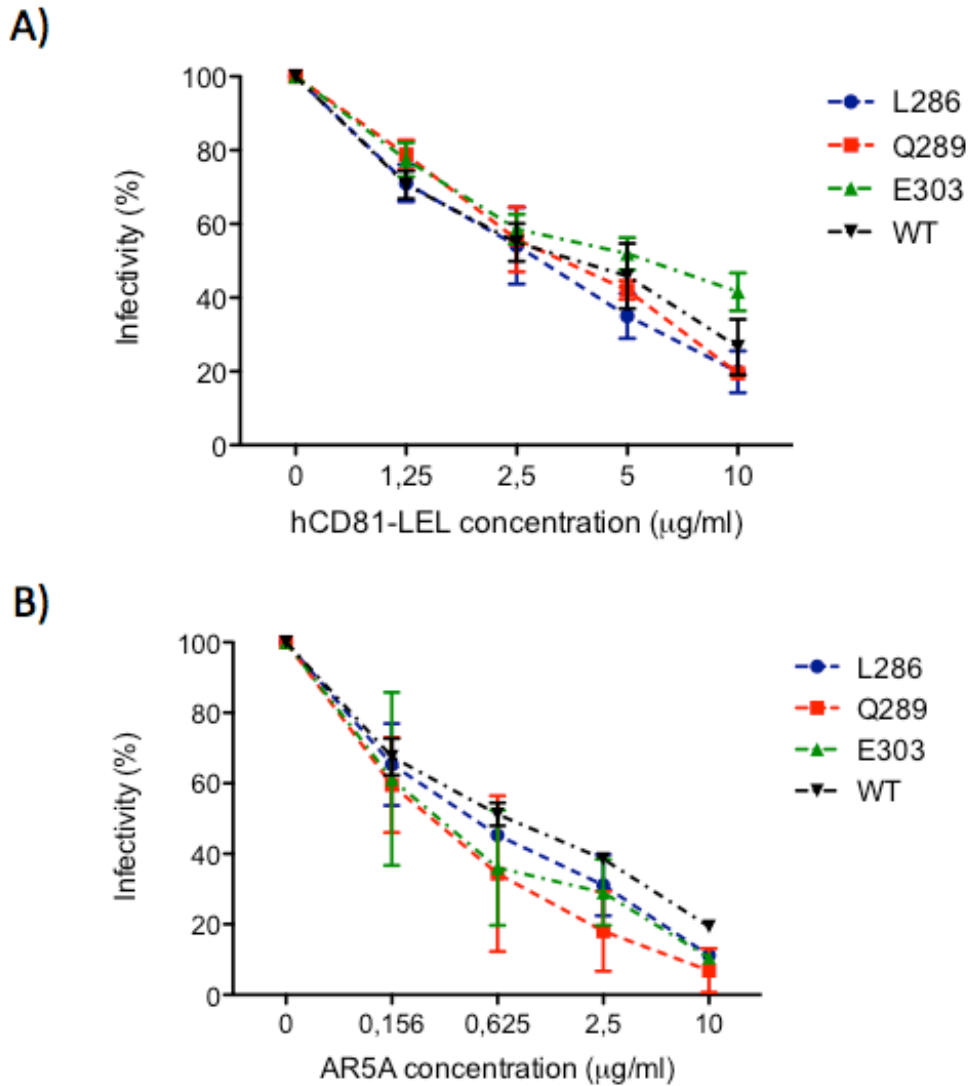 A)
100
80
60
40
20
0
Infectivity (%)
0 1,25 2,5 5 10
hCD81-LEL concentration (μg/ml)
L286
Q289
E303
WT
B)
100
80
60
40
20
0
Infectivity (%)
0 0,156 0,625 2,5 10
AR5A concentration (μg/ml)
L286
Q289
E303
WT